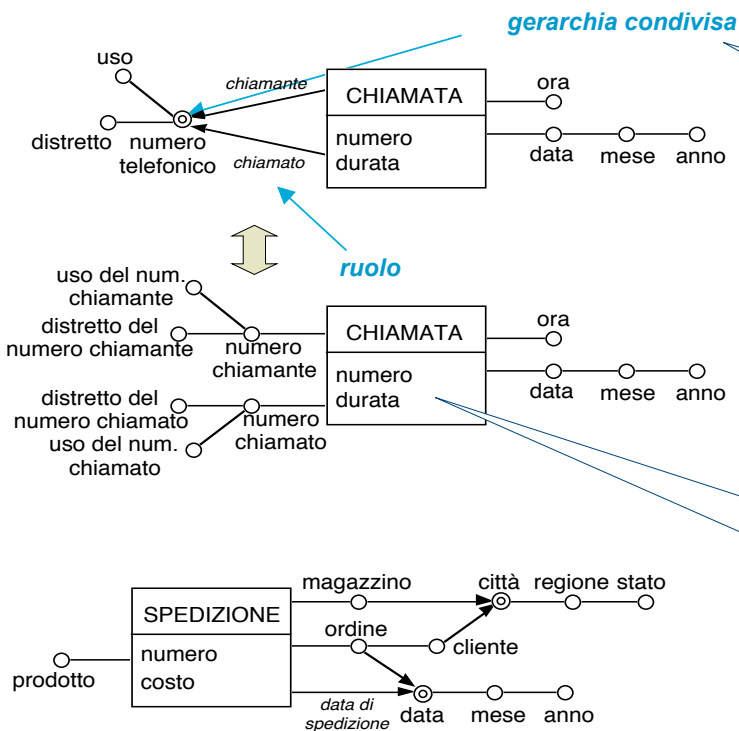 gerarchia condivisa
uso
chiamante
CHIAMATA
ora
distretto
numero
telefonico
chiamato
numero
durata
data
mese
anno
ruolo
uso del num.
chiamante
distretto del
numero chiamante
numero
chiamante
CHIAMATA
ora
numero
durata
data
mese
anno
distretto del
numero chiamato
numero
chiamato
uso del num.
chiamato
magazzino
città
regione
stato
SPEDIZIONE
ordine
cliente
prodotto
numero
costo
data di
spedizione
data
mese
anno